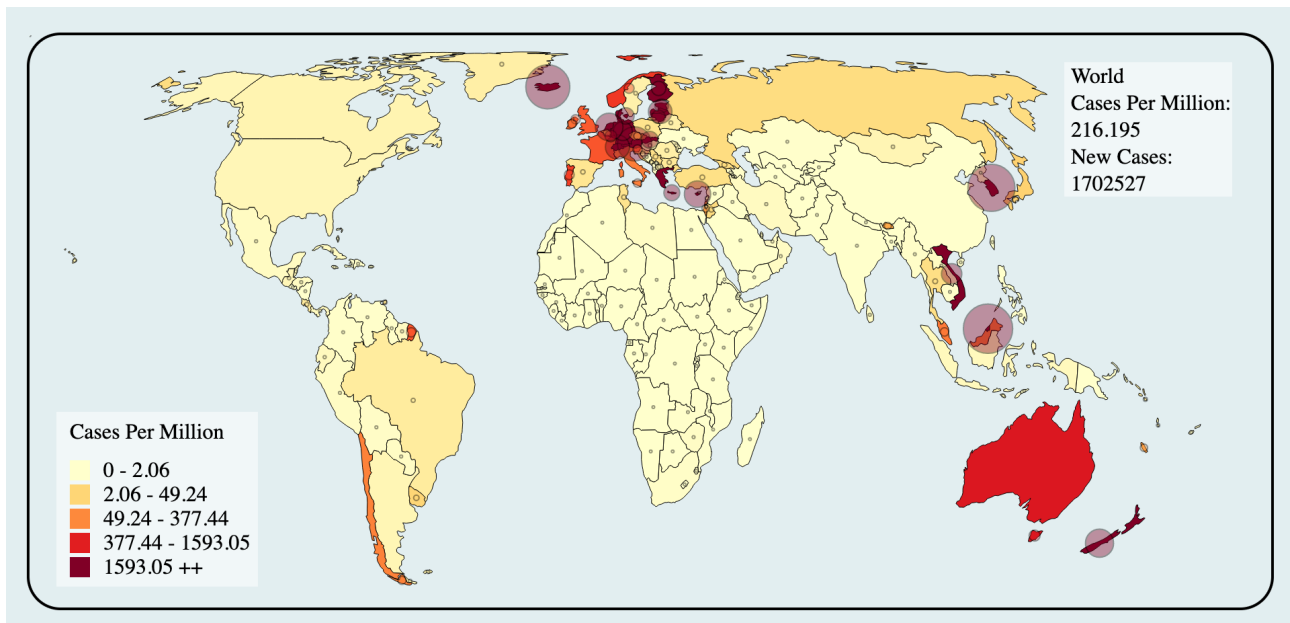 World
Cases Per Million:
216.195
New Cases:
1702527
Cases Per Million
0 - 2.06
2.06 - 49.24
49.24 - 377.44
377.44 - 1593.05
1593.05 ++